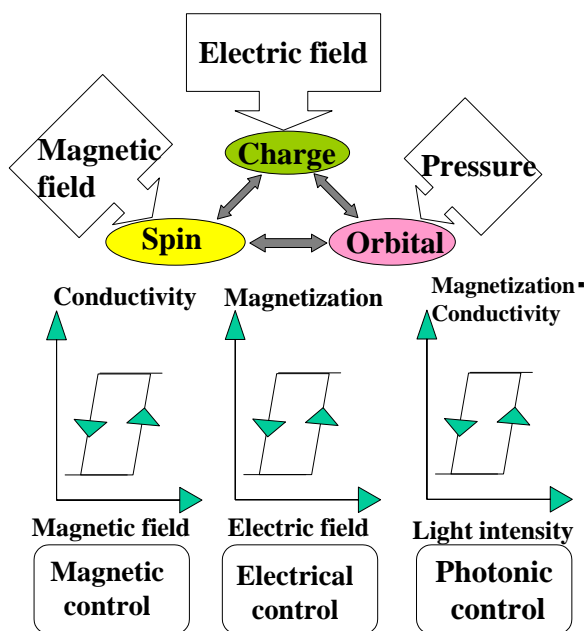 Electric field
Magnetic
field
Charge
Pressure
Spin
Orbital
Conductivity
Magnetization
Magnetization·
Conductivity
Magnetic field
Electric field
Light intensity
Magnetic
control
Electrical
control
Photonic
control